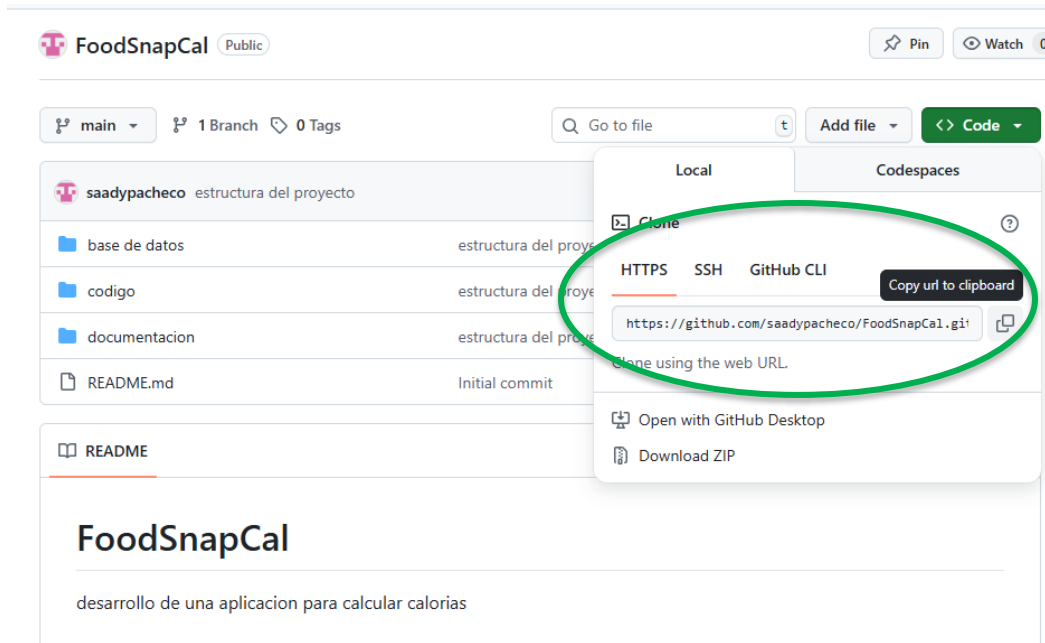 FoodSnapCal Public
Pin
Watch 0
main
1 Branch
0 Tags
Go to file t
Add file
<> Code
saadypacheco estructura del proyecto
base de datos estructura del proye
codigo estructura del proye
documentacion estructura del proye
README.md Initial commit
Local Codespaces
Clone
HTTPS SSH GitHub CLI
Copy url to clipboard
https://github.com/saadypacheco/FoodSnapCal.git
Clone using the web URL.
Open with GitHub Desktop
Download ZIP
README
FoodSnapCal
desarrollo de una aplicacion para calcular calorias